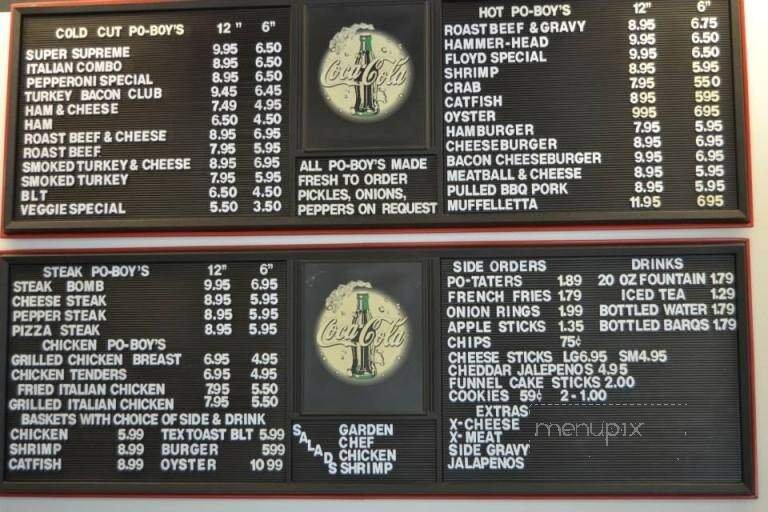 COLD CUT PO-BOY'S 12" 6"
SUPER SUPREME 9.95 6.50
ITALIAN COMBO 8.95 6.50
PEPPERONI SPECIAL 8.95 6.50
TURKEY BACON CLUB 9.45 6.45
HAM & CHEESE 7.49 4.95
HAM 6.50 4.50
ROAST BEEF & CHEESE 8.95 6.95
ROAST BEEF 7.95 5.95
SMOKED TURKEY & CHEESE 8.95 6.95
SMOKED TURKEY 7.95 5.95
BLT 6.50 4.50
VEGGIE SPECIAL 5.50 3.50
Coca-Cola
ALL PO-BOY'S MADE
FRESH TO ORDER
PICKLES, ONIONS,
PEPPERS ON REQUEST
HOT PO-BOY'S 12" 6"
ROAST BEEF & GRAVY 8.95 6.75
HAMMER-HEAD 9.95 6.50
FLOYD SPECIAL 9.95 6.50
SHRIMP 8.95 5.95
CRAB 7.95 550
CATFISH 895 595
OYSTER 995 695
HAMBURGER 7.95 5.95
CHEESEBURGER 8.95 6.95
BACON CHEESEBURGER 9.95 6.95
MEATBALL & CHEESE 8.95 5.95
PULLED BBQ PORK 8.95 5.95
MUFFELLETTA 11.95 695
STEAK PO-BOY'S 12" 6"
STEAK BOMB 9.95 6.95
CHEESE STEAK 8.95 5.95
PEPPER STEAK 8.95 5.95
PIZZA STEAK 8.95 5.95
CHICKEN PO-BOY'S
GRILLED CHICKEN BREAST 6.95 4.95
CHICKEN TENDERS 6.95 4.95
FRIED ITALIAN CHICKEN 7.95 5.50
GRILLED ITALIAN CHICKEN 7.95 5.50
BASKETS WITH CHOICE OF SIDE & DRINK
CHICKEN 5.99 TEXTOAST BLT 5.99
SHRIMP 8.99 BURGER 599
CATFISH 8.99 OYSTER 10 99
Coca-Cola
SALADS
GARDEN
CHEF
CHICKEN
SHRIMP
SIDE ORDERS
PO-TATERS 1.89
FRENCH FRIES 1.79
ONION RINGS 1.99
APPLE STICKS 1.35
CHIPS 75¢
CHEESE STICKS LG6.95 SM4.95
CHEDDAR JALEPENOS 4.95
FUNNEL CAKE STICKS 2.00
COOKIES 59¢ 2 - 1.00
EXTRAS
X-CHEESE
X-MEAT
SIDE GRAVY
JALAPENOS
DRINKS
20 OZ FOUNTAIN 1.79
ICED TEA 1.29
BOTTLED WATER 1.79
BOTTLED BARQS 1.79
menupix